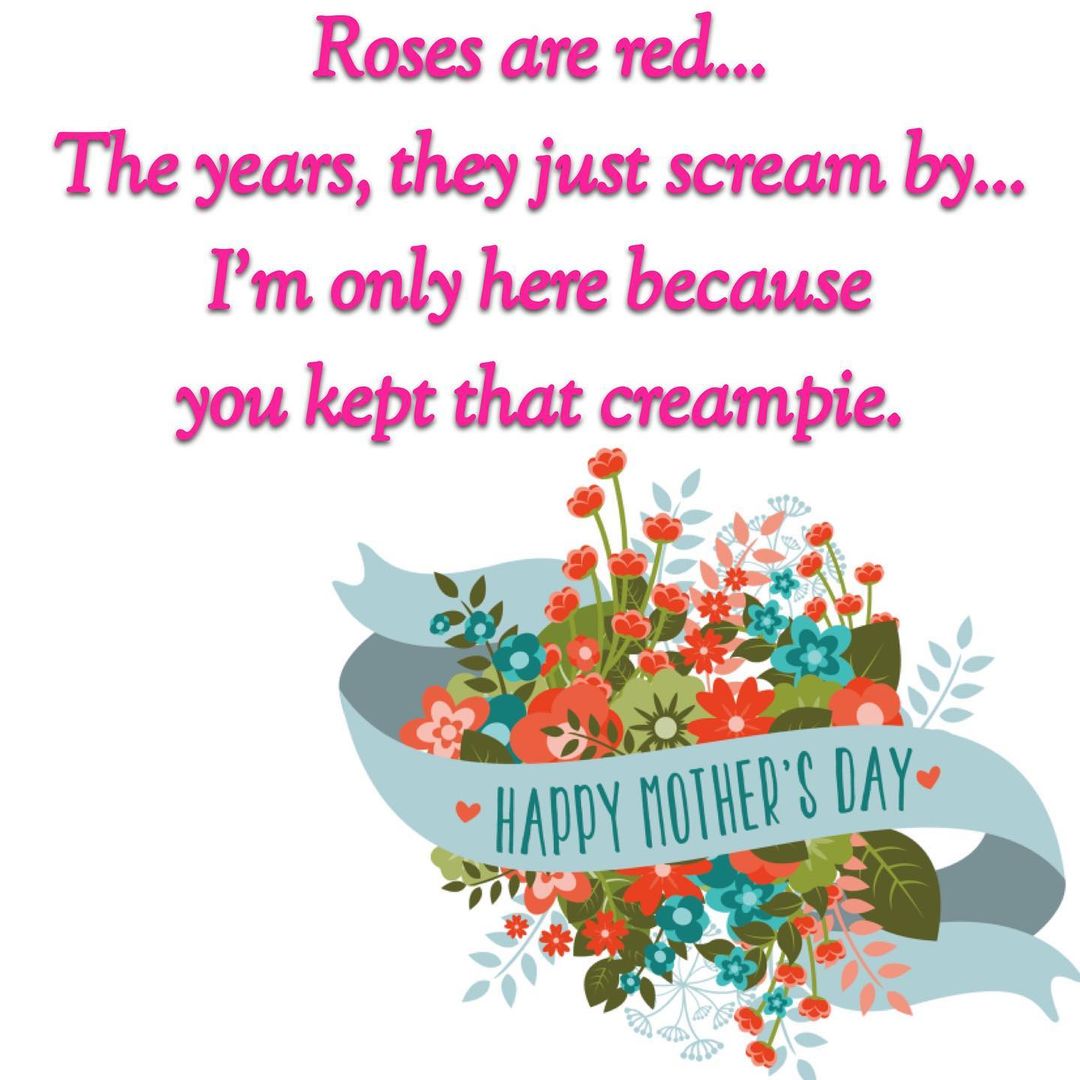 Roses are red...
The years, they just scream by...
I’m only here because
you kept that creampie.
HAPPY MOTHER'S DAY